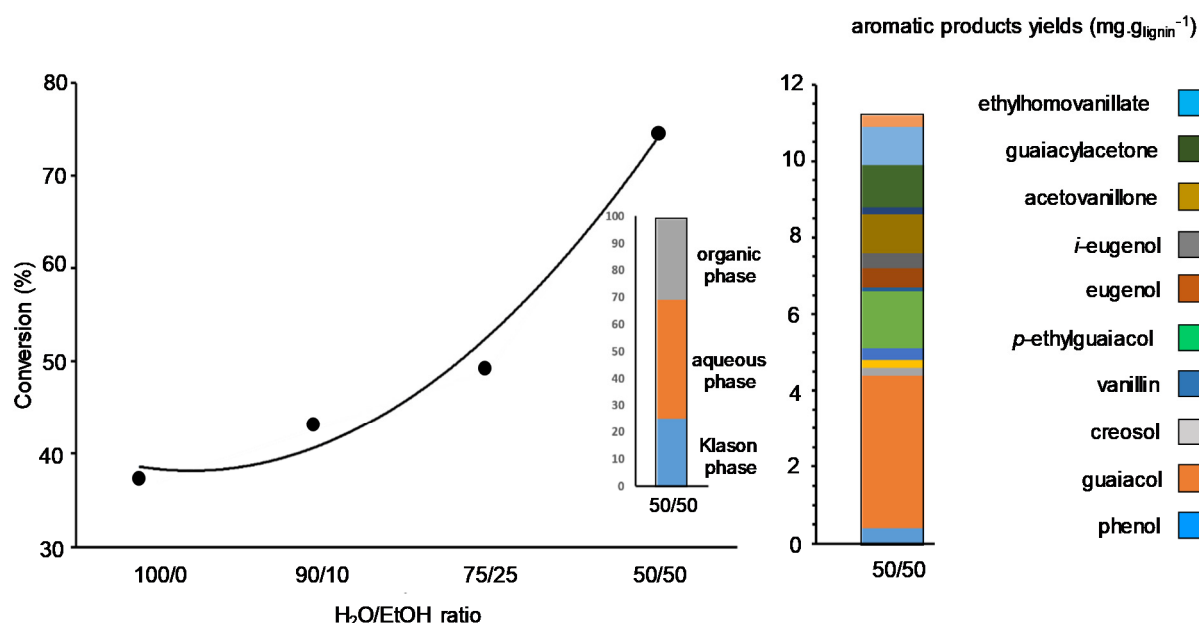 aromatic products yields (mg.glignin-1)
80
70
60
50
40
30
Conversion (%)
100/0
90/10
75/25
50/50
H2O/EtOH ratio
100
90
80
70
60
50
40
30
20
10
0
organic
phase
aqueous
phase
Klason
phase
50/50
12
10
8
6
4
2
0
50/50
ethylhomovanillate
guaiacylacetone
acetovanillone
i-eugenol
eugenol
p-ethylguaiacol
vanillin
creosol
guaiacol
phenol